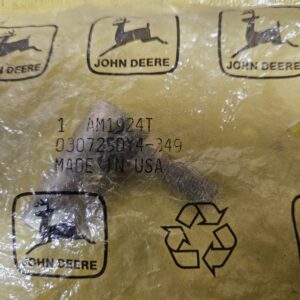 JOHN DEERE
JOHN DEERE
1 AM1924T
030725DY4-349
MADE IN USA
JOHN DEERE
JOHN DEERE